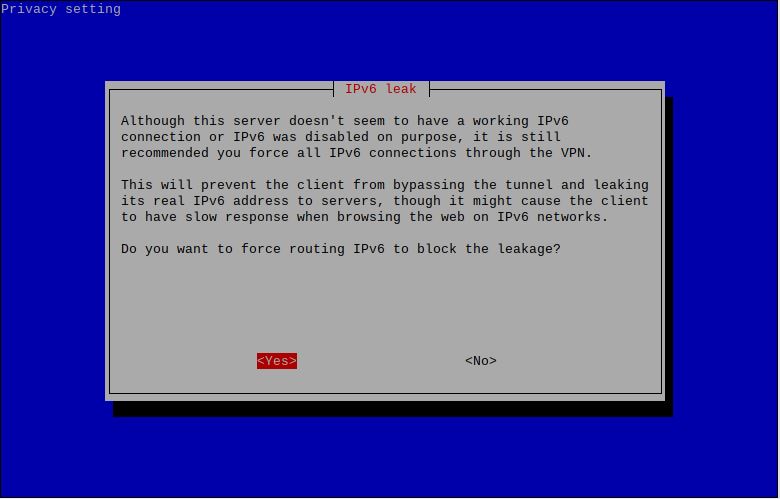 Privacy setting
IPv6 leak
Although this server doesn't seem to have a working IPv6
connection or IPv6 was disabled on purpose, it is still
recommended you force all IPv6 connections through the VPN.
This will prevent the client from bypassing the tunnel and leaking
its real IPv6 address to servers, though it might cause the client
to have slow response when browsing the web on IPv6 networks.
Do you want to force routing IPv6 to block the leakage?
<Yes> <No>